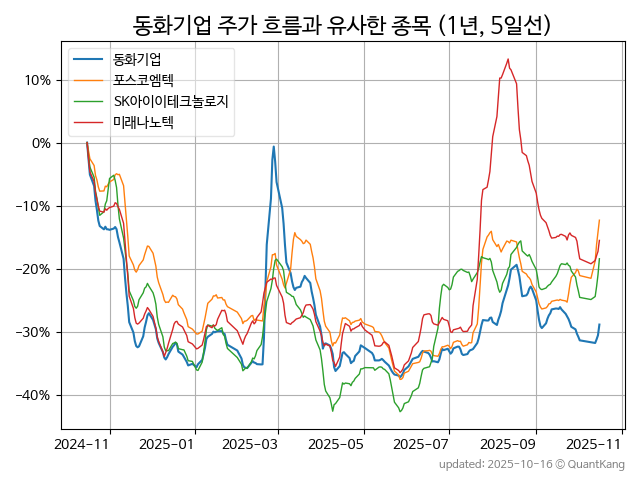 동화기업 주가 흐름과 유사한 종목 (1년, 5일선)
동화기업
포스코엠텍
SK아이이테크놀로지
미래나노텍
10%
0%
−10%
−20%
−30%
−40%
2024-11 2025-01 2025-03 2025-05 2025-07 2025-09 2025-11
updated: 2025-10-16 © QuantKang